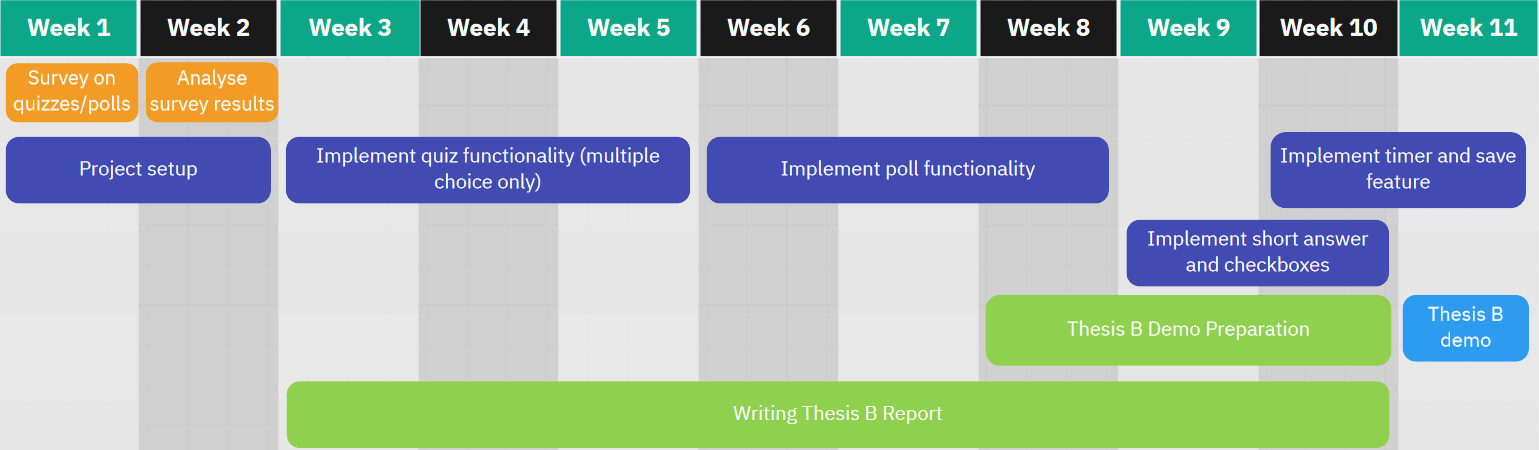 Week 1
Week 2
Week 3
Week 4
Week 5
Week 6
Week 7
Week 8
Week 9
Week 10
Week 11
Survey on
quizzes/polls
Analyse
survey results
Project setup
Implement quiz functionality (multiple
choice only)
Implement poll functionality
Implement timer and save
feature
Implement short answer
and checkboxes
Thesis B Demo Preparation
Thesis B
demo
Writing Thesis B Report